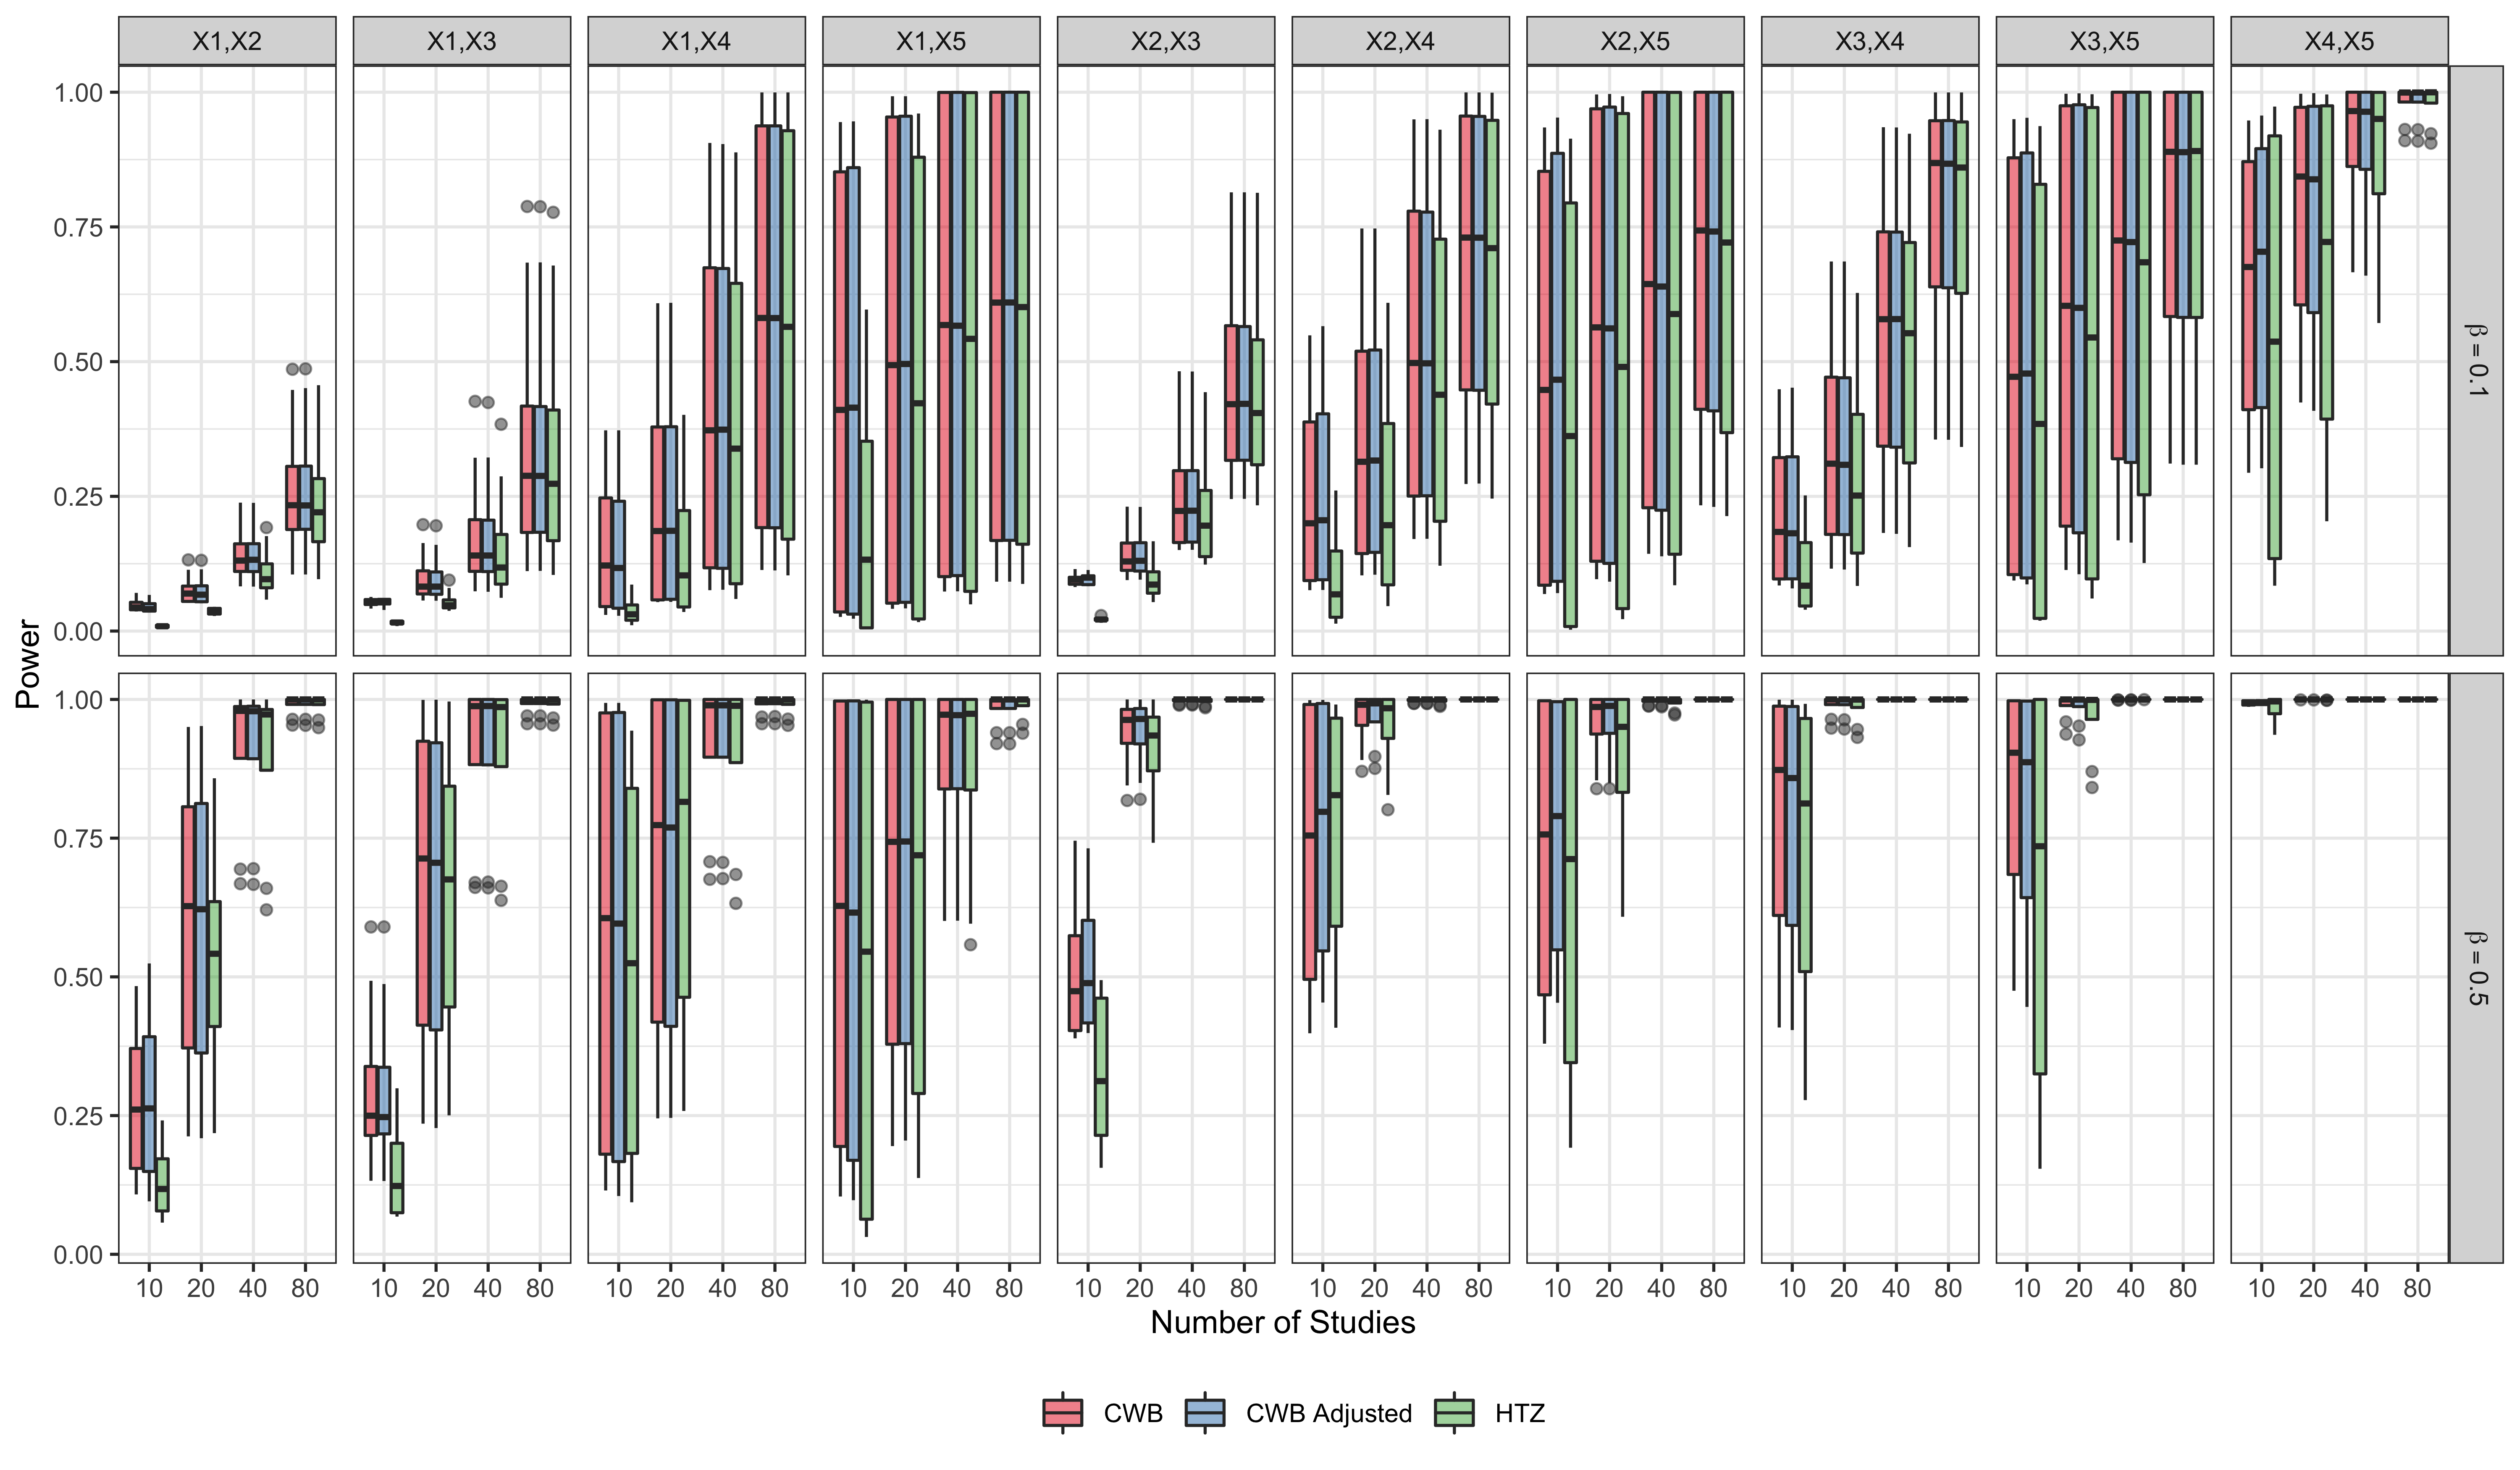 X1,X2 X1,X3 X1,X4 X1,X5 X2,X3 X2,X4 X2,X5 X3,X4 X3,X5 X4,X5
1.00
0.75
0.50
0.25
0.00
β = 0.1
Power
1.00
0.75
0.50
0.25
0.00
β = 0.5
10 20 40 80 10 20 40 80 10 20 40 80 10 20 40 80 10 20 40 80 10 20 40 80 10 20 40 80 10 20 40 80 10 20 40 80 10 20 40 80
Number of Studies
CWB CWB Adjusted HTZ